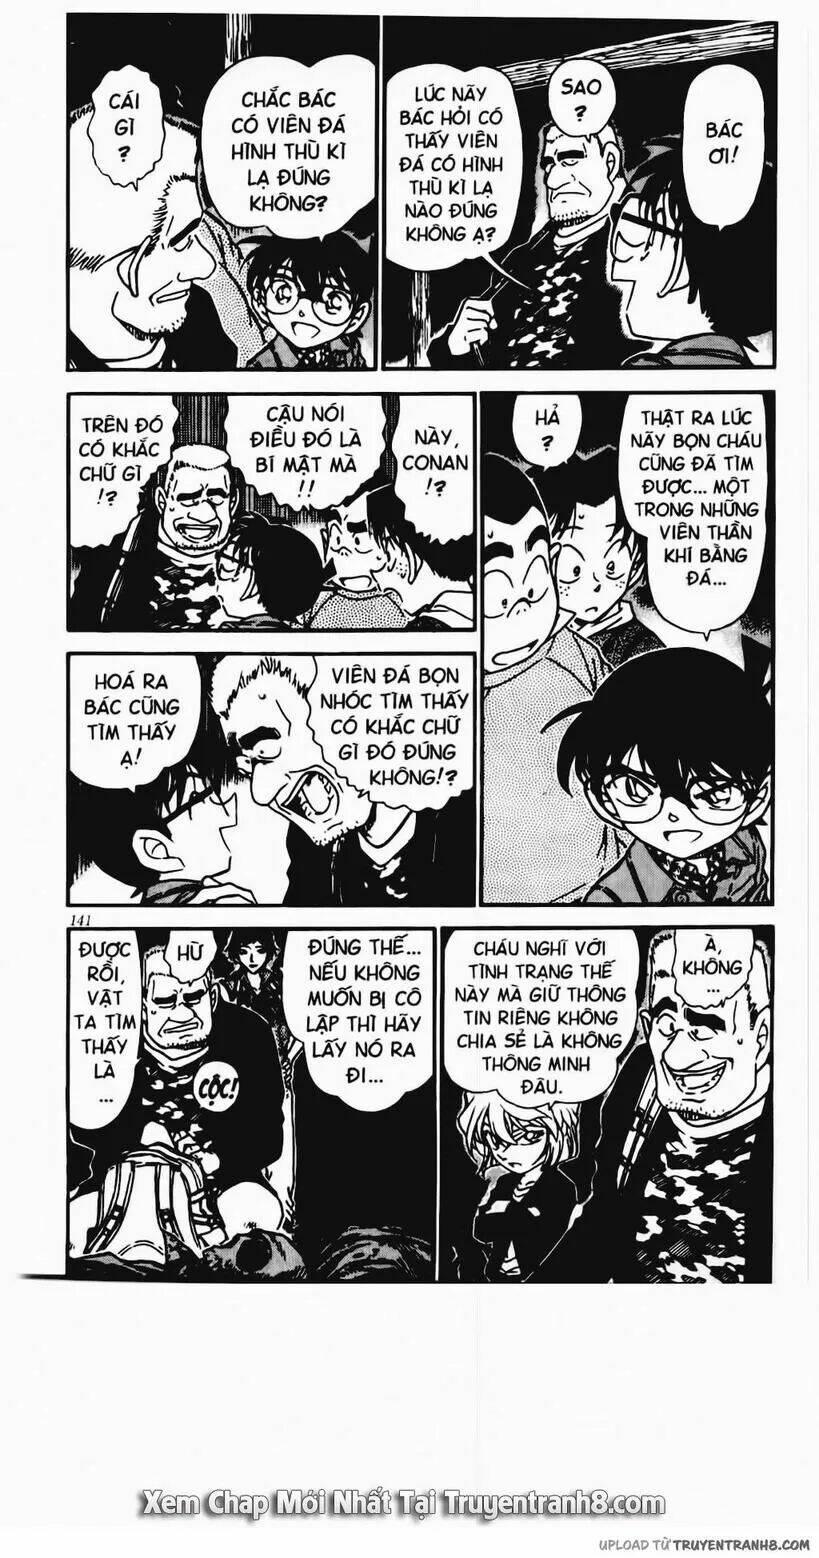 BÁC
ƠI!
SAO
?
LÚC NÃY
BÁC HỎI CÓ
THẤY VIÊN
ĐÁ CÓ HÌNH
THÙ KÌ LẠ
NÀO ĐÚNG
KHÔNG Ạ?
CHẮC BÁC
CÓ VIÊN ĐÁ
HÌNH THÙ KÌ
LẠ ĐÚNG
KHÔNG?
CÁI
GÌ
?
THẬT RA LÚC
NÃY BỌN CHÁU
CŨNG ĐÃ TÌM
ĐƯỢC... MỘT
TRONG NHỮNG
VIÊN THẦN
KHÍ BẰNG
ĐÁ...
HẢ
?
NÀY,
CONAN
!?
CẬU NÓI
ĐIỀU ĐÓ LÀ
BÍ MẬT MÀ
!!
TRÊN ĐÓ
CÓ KHẮC
CHỮ GÌ
!?
VIÊN ĐÁ BỌN
NHÓC TÌM THẤY
CÓ KHẮC CHỮ
GÌ ĐÓ ĐÚNG
KHÔNG!?
HOÁ RA
BÁC CŨNG
TÌM THẤY
Ạ!
141
À,
KHÔNG
...
CHÁU NGHĨ VỚI
TÌNH TRẠNG THẾ
NÀY MÀ GIỮ THÔNG
TIN RIÊNG KHÔNG
CHIA SẺ LÀ KHÔNG
THÔNG MINH
ĐÂU.
ĐÚNG THẾ...
NẾU KHÔNG
MUỐN BỊ CÔ
LẬP THÌ HÃY
LẤY NÓ RA
ĐI...
HỪ
CỘC!
ĐƯỢC
RỒI,
VẬT
TA TÌM
THẤY
LÀ
...
Xem Chap Mới Nhất Tại Truyentranh8.com
UPLOAD TỪ TRUYENTRANH8.COM